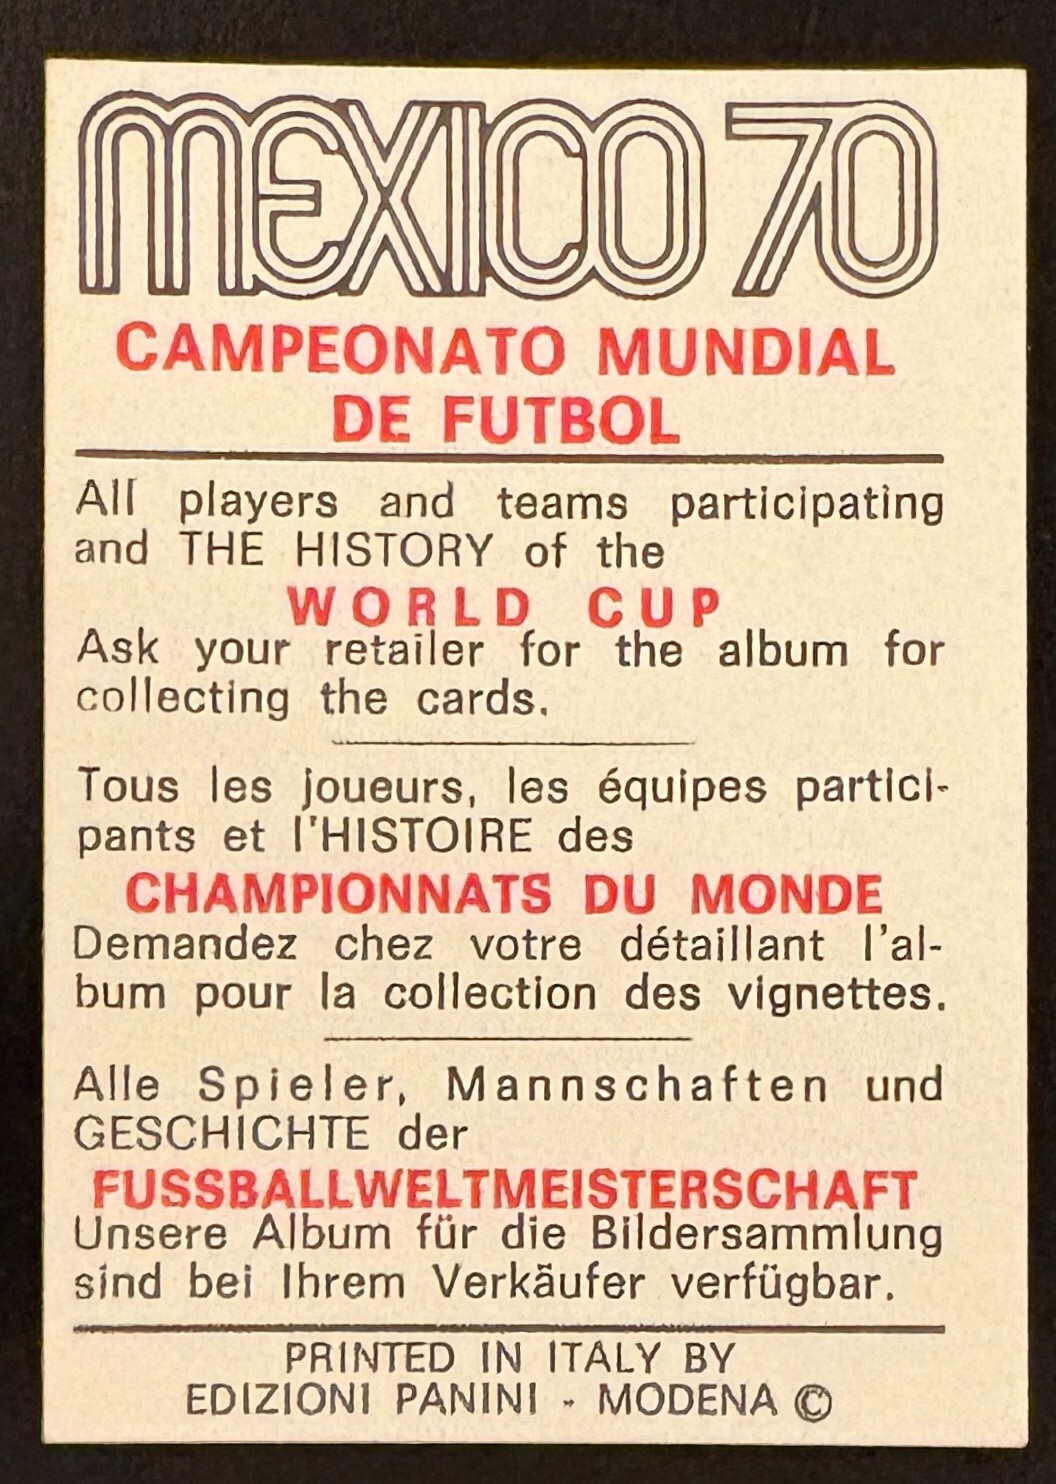 MEXICO 70
CAMPEONATO MUNDIAL
DE FUTBOL
All players and teams participating
and THE HISTORY of the
WORLD CUP
Ask your retailer for the album for
collecting the cards.
Tous les joueurs, les équipes partici-
pants et l'HISTOIRE des
CHAMPIONNATS DU MONDE
Demandez chez votre détaillant l'al-
bum pour la collection des vignettes.
Alle Spieler, Mannschaften und
GESCHICHTE der
FUSSBALLWELTMEISTERSCHAFT
Unsere Album für die Bildersammlung
sind bei Ihrem Verkäufer verfügbar.
PRINTED IN ITALY BY
EDIZIONI PANINI - MODENA ©